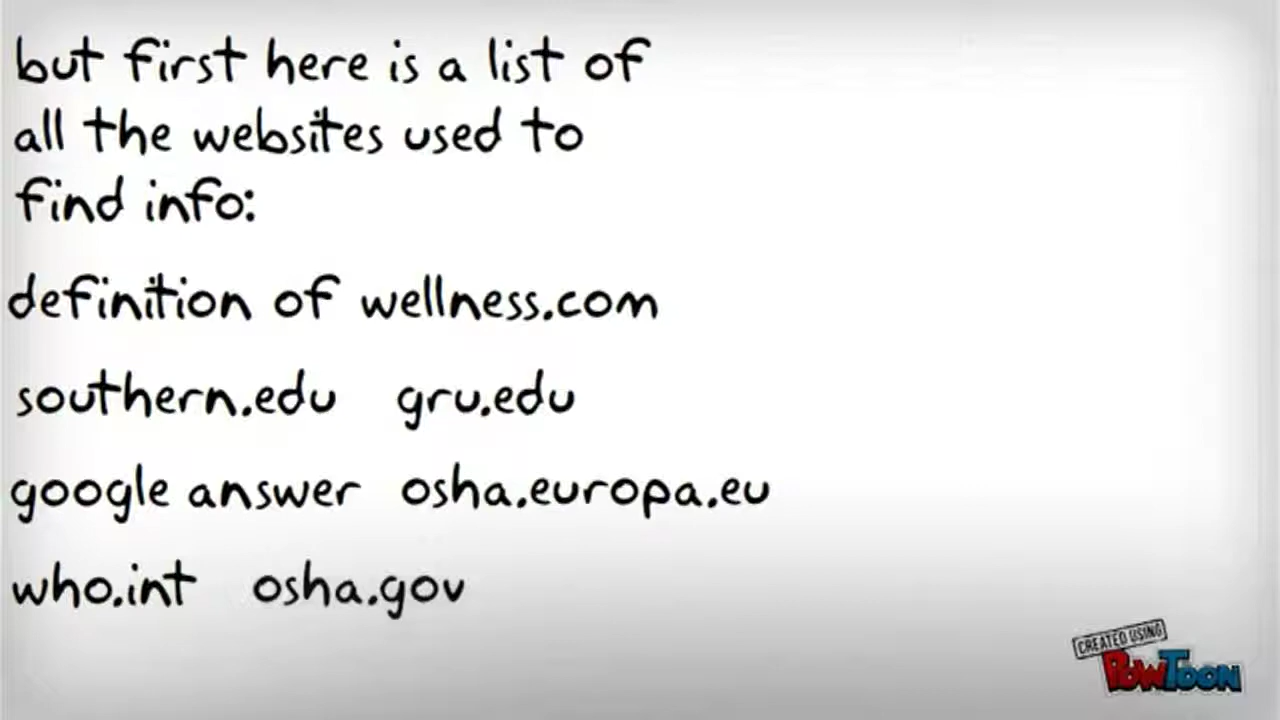 but first here is a list of
all the websites used to
find info:
definition of wellness.com
southern.edu gru.edu
google answer osha.europa.eu
who.int osha.gov
CREATED USING
POWTOON